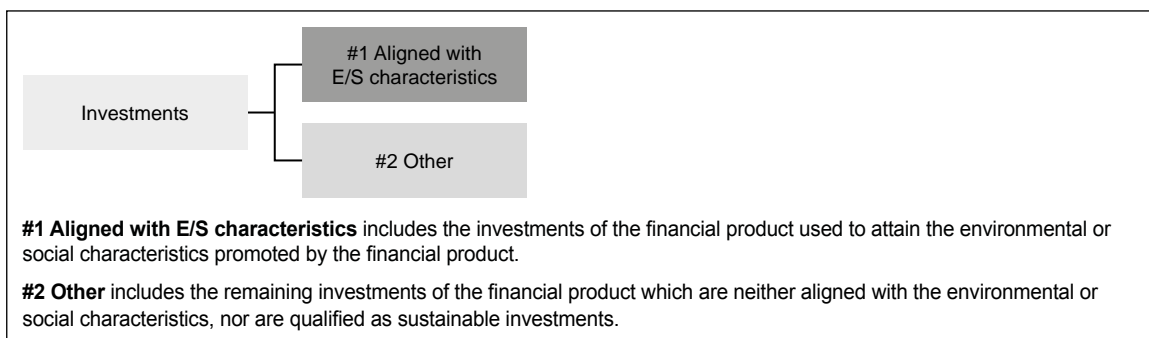 #1 Aligned with
E/S characteristics
Investments
#2 Other
#1 Aligned with E/S characteristics includes the investments of the financial product used to attain the environmental or
social characteristics promoted by the financial product.
#2 Other includes the remaining investments of the financial product which are neither aligned with the environmental or
social characteristics, nor are qualified as sustainable investments.